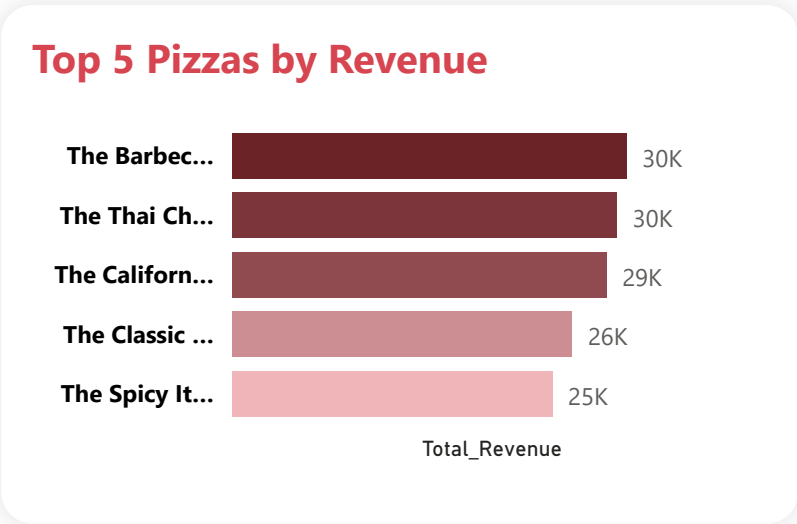 Top 5 Pizzas by Revenue
The Barbec... 30K
The Thai Ch... 30K
The Californ... 29K
The Classic ... 26K
The Spicy It... 25K
Total_Revenue